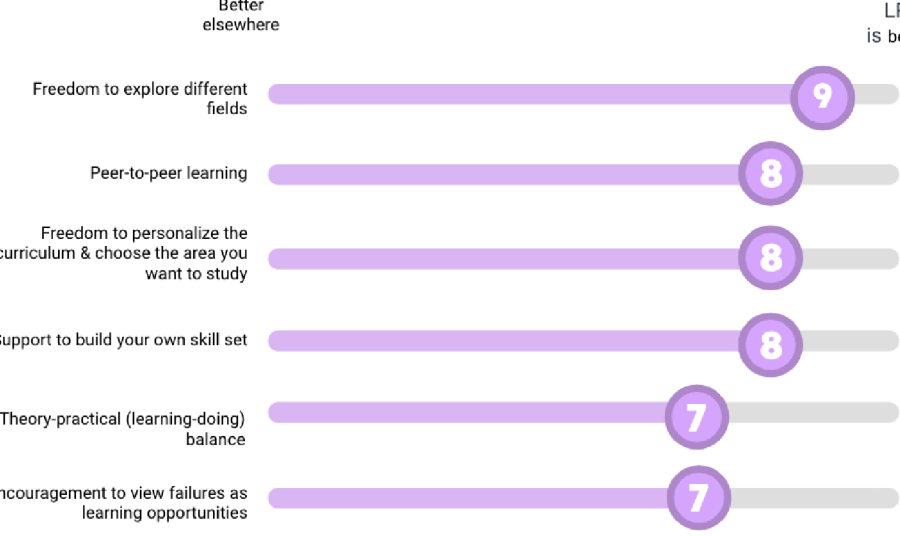 Better
elsewhere
is
Freedom to explore different
fields
9
Peer-to-peer learning
8
Freedom to personalize the
curriculum & choose the area you
want to study
8
Support to build your own skill set
8
Theory-practical (learning-doing)
balance
7
ncouragement to view failures as
learning opportunities
7